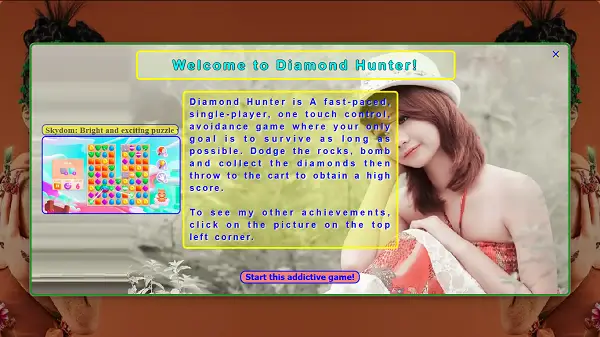 Welcome to Diamond Hunter!
×
Diamond Hunter is A fast-paced,
single-player, one touch control,
avoidance game where your only
goal is to survive as long as
possible. Dodge the rocks, bomb
and collect the diamonds then
throw to the cart to obtain a high
score.
To see my other achievements,
click on the picture on the top
left corner.
Skydom: Bright and exciting puzzle
Start this addictive game!